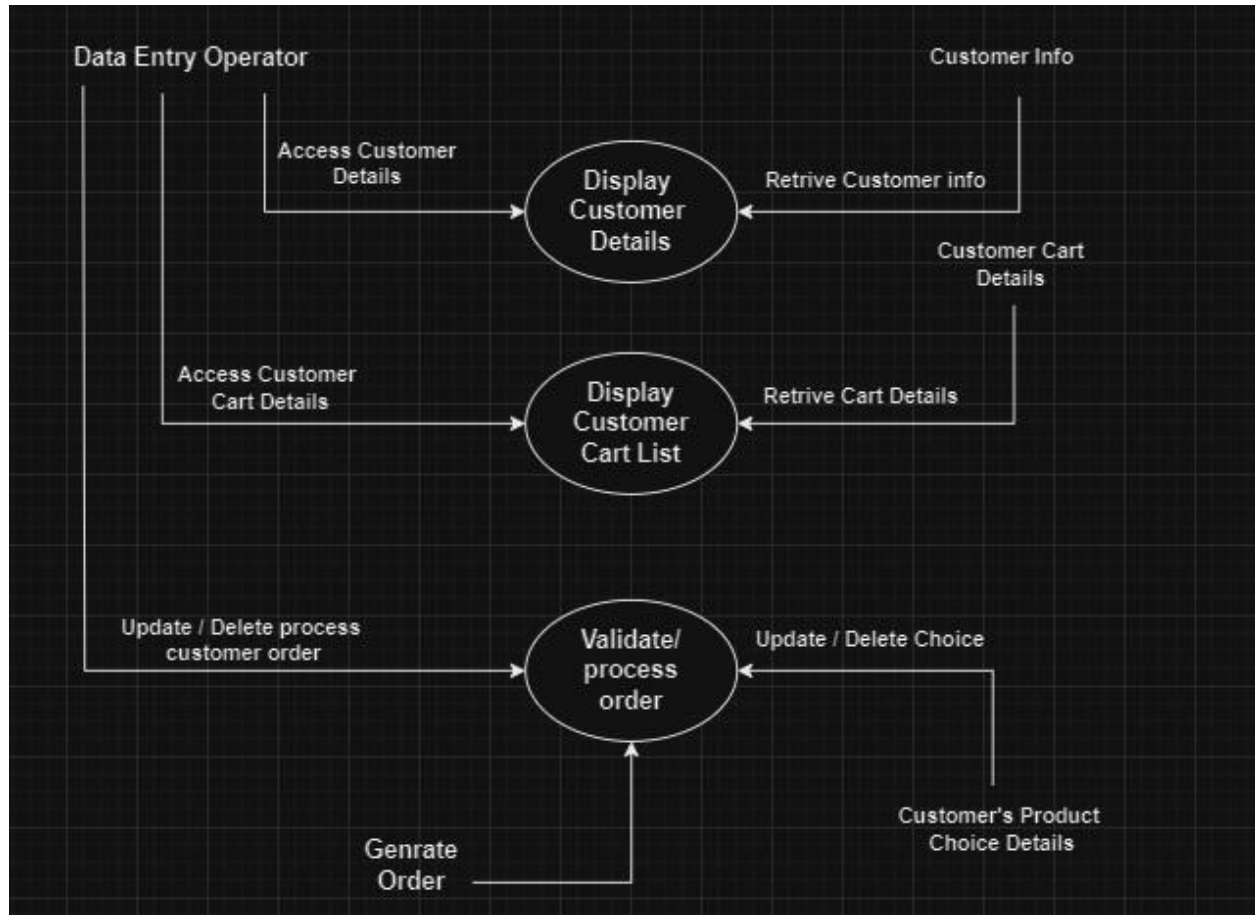 Data Entry Operator
Customer Info
Access Customer
Details
Display
Customer
Details
Retrive Customer info
Customer Cart
Details
Access Customer
Cart Details
Display
Customer
Cart List
Retrive Cart Details
Update / Delete process
customer order
Validate/
process
order
Update / Delete Choice
Customer's Product
Choice Details
Genrate
Order